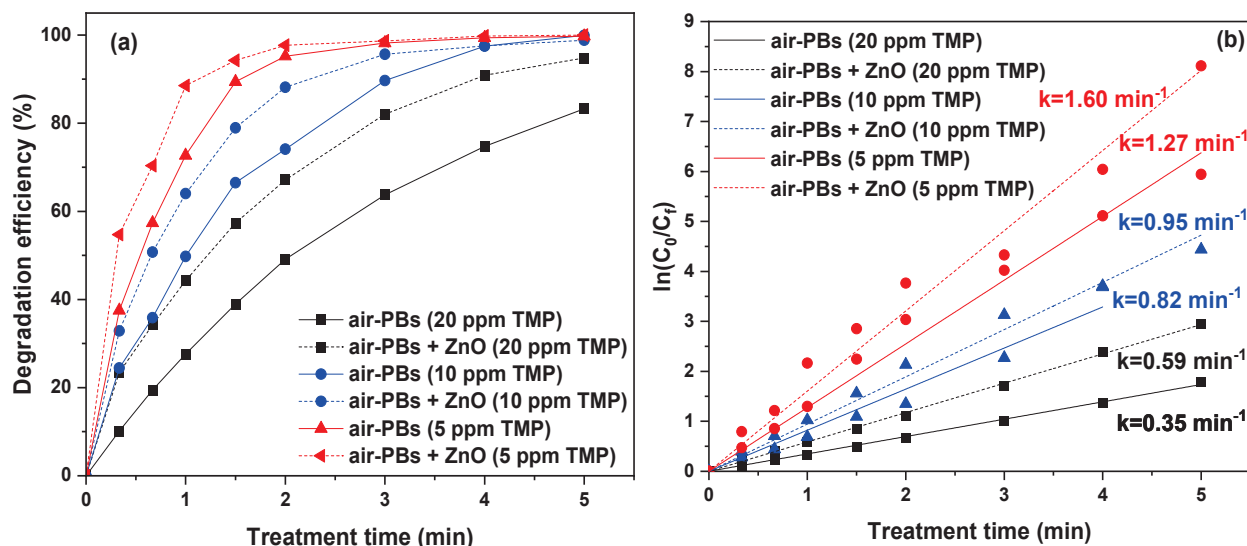 (a)
Degradation efficiency (%)
100
80
60
40
20
0
air-PBs (20 ppm TMP)
air-PBs + ZnO (20 ppm TMP)
air-PBs (10 ppm TMP)
air-PBs + ZnO (10 ppm TMP)
air-PBs (5 ppm TMP)
air-PBs + ZnO (5 ppm TMP)
0 1 2 3 4 5
Treatment time (min)
(b)
ln(C₀/Cf)
9
8
7
6
5
4
3
2
1
0
air-PBs (20 ppm TMP)
air-PBs + ZnO (20 ppm TMP)
air-PBs (10 ppm TMP)
air-PBs + ZnO (10 ppm TMP)
air-PBs (5 ppm TMP)
air-PBs + ZnO (5 ppm TMP)
k=1.60 min⁻¹
k=1.27 min⁻¹
k=0.95 min⁻¹
k=0.82 min⁻¹
k=0.59 min⁻¹
k=0.35 min⁻¹
0 1 2 3 4 5
Treatment time (min)